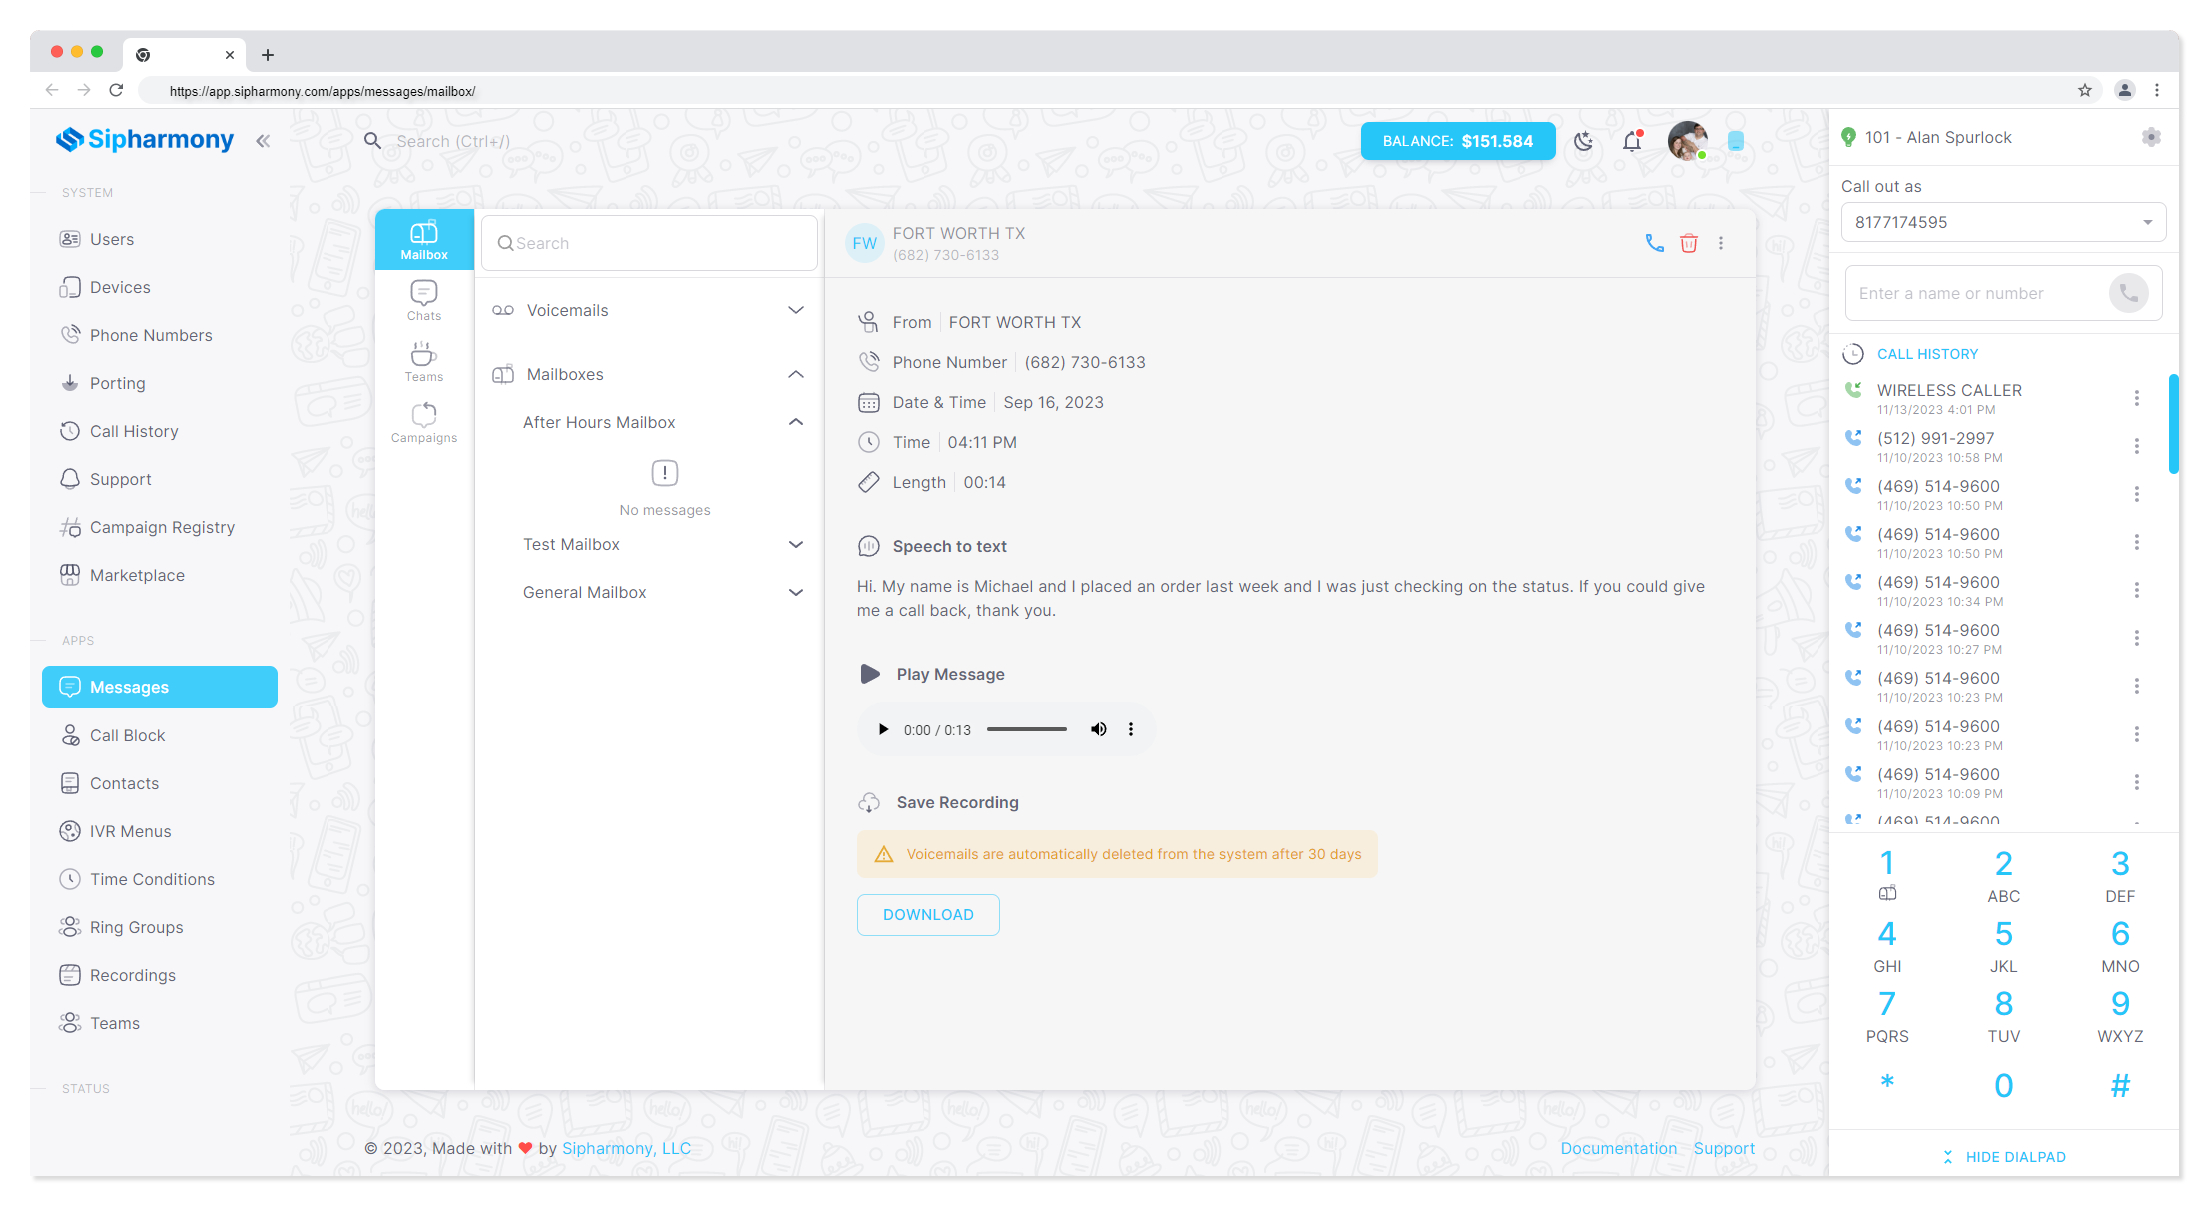 https://app.sipharmony.com/apps/messages/mailbox/
Sipharmony
SYSTEM
Users
Devices
Phone Numbers
Porting
Call History
Support
Campaign Registry
Marketplace
APPS
Messages
Call Block
Contacts
IVR Menus
Time Conditions
Ring Groups
Recordings
Teams
STATUS
Search (Ctrl+/)
BALANCE: $151.584
Mailbox
Chats
Teams
Campaigns
Search
Voicemails
Mailboxes
After Hours Mailbox
No messages
Test Mailbox
General Mailbox
FW
FORT WORTH TX
(682) 730-6133
From FORT WORTH TX
Phone Number (682) 730-6133
Date & Time Sep 16, 2023
Time 04:11 PM
Length 00:14
Speech to text
Hi. My name is Michael and I placed an order last week and I was just checking on the status. If you could give
me a call back, thank you.
Play Message
0:00 / 0:13
Save Recording
Voicemails are automatically deleted from the system after 30 days
DOWNLOAD
© 2023, Made with ❤ by Sipharmony, LLC
Documentation Support
101 - Alan Spurlock
Call out as
8177174595
Enter a name or number
CALL HISTORY
WIRELESS CALLER
11/13/2023 4:01 PM
(512) 991-2997
11/10/2023 10:58 PM
(469) 514-9600
11/10/2023 10:50 PM
(469) 514-9600
11/10/2023 10:50 PM
(469) 514-9600
11/10/2023 10:34 PM
(469) 514-9600
11/10/2023 10:27 PM
(469) 514-9600
11/10/2023 10:23 PM
(469) 514-9600
11/10/2023 10:23 PM
(469) 514-9600
11/10/2023 10:09 PM
(469) 514-9600
1 2 3
ABC DEF
4 5 6
GHI JKL MNO
7 8 9
PQRS TUV WXYZ
* 0 #
HIDE DIALPAD